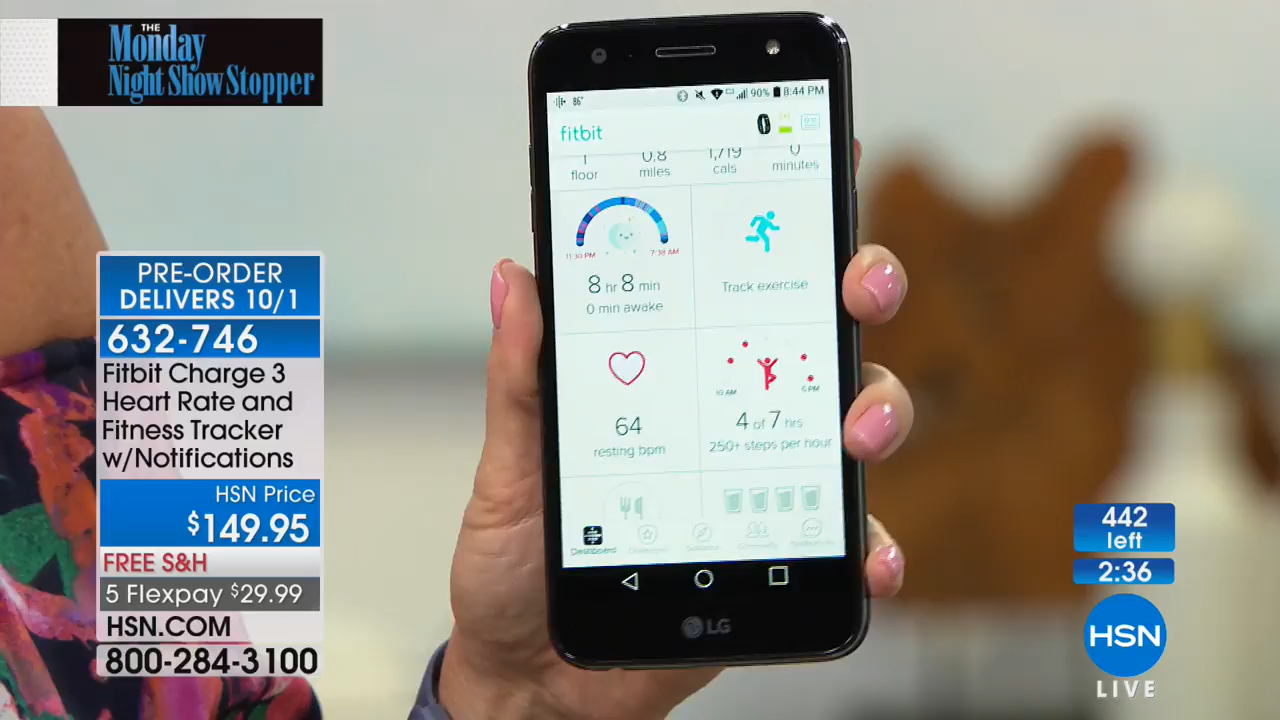 THE
Monday
Night Show Stopper
PRE-ORDER
DELIVERS 10/1
632-746
Fitbit Charge 3
Heart Rate and
Fitness Tracker
w/Notifications
HSN Price
$149.95
FREE S&H
5 Flexpay $29.99
HSN.COM
800-284-3100
86°
90% 8:44 PM
fitbit
1 0.8 1,719 0
floor miles cals minutes
11:30 PM 7:38 AM
8 hr 8 min
0 min awake
Track exercise
10 AM 5 PM
64
resting bpm
4 of 7 hrs
250+ steps per hour
Dashboard
LG
442
left
2:36
HSN
LIVE